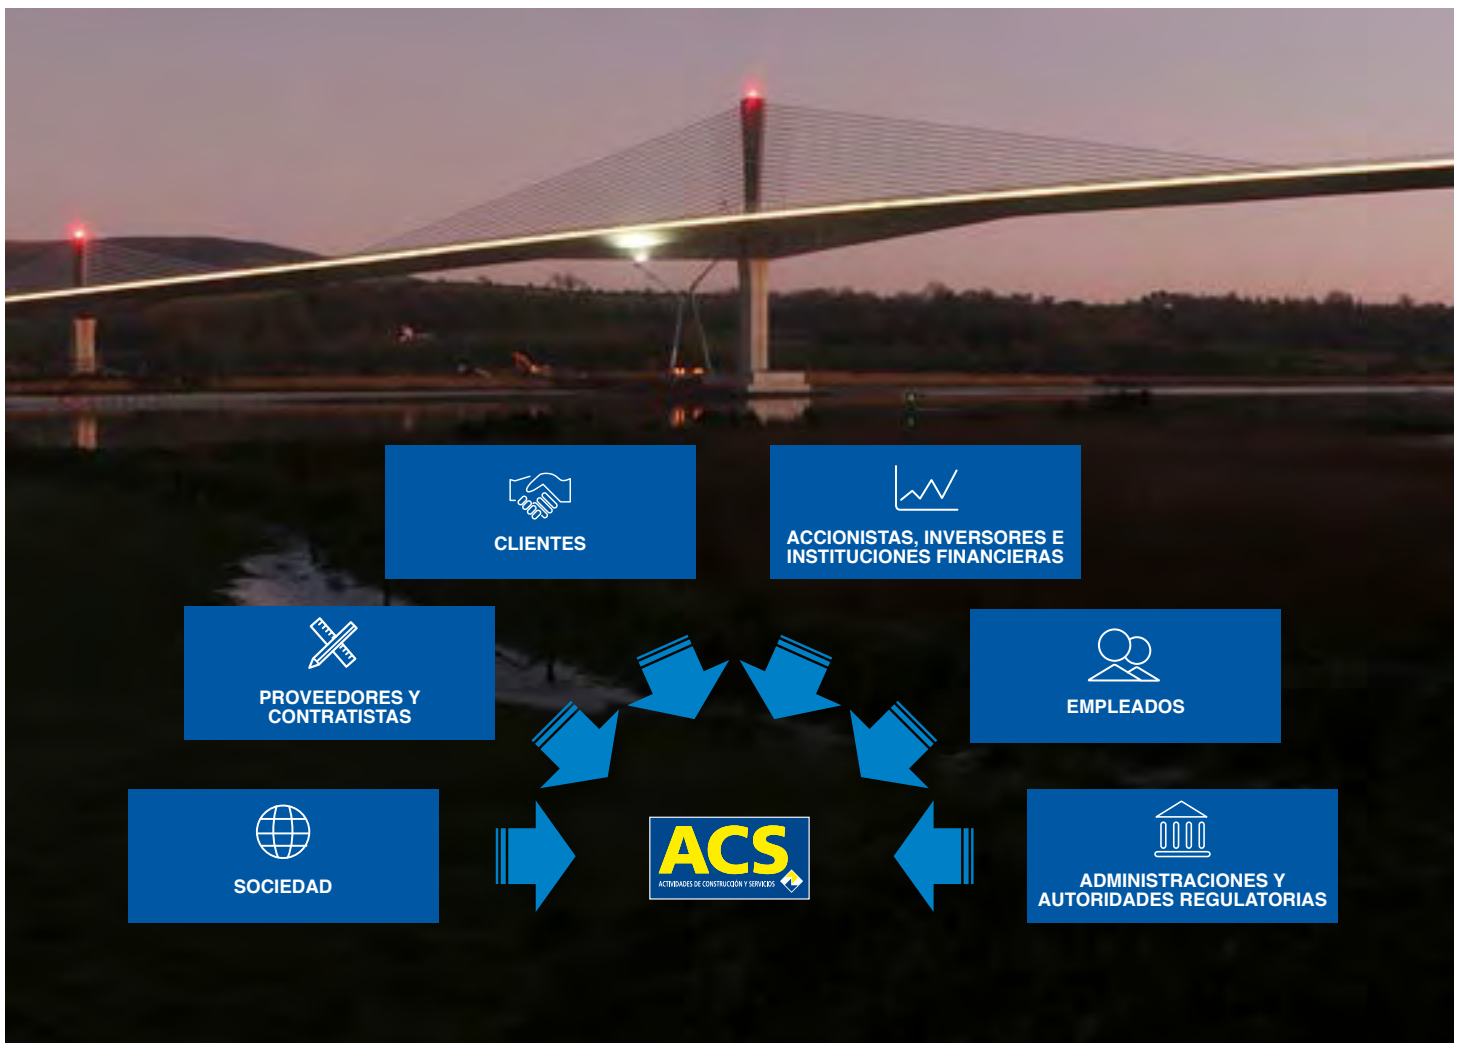 CLIENTES
ACCIONISTAS, INVERSORES E
INSTITUCIONES FINANCIERAS
PROVEEDORES Y
CONTRATISTAS
EMPLEADOS
SOCIEDAD
ACS
ACTIVIDADES DE CONSTRUCCIÓN Y SERVICIOS
ADMINISTRACIONES Y
AUTORIDADES REGULATORIAS